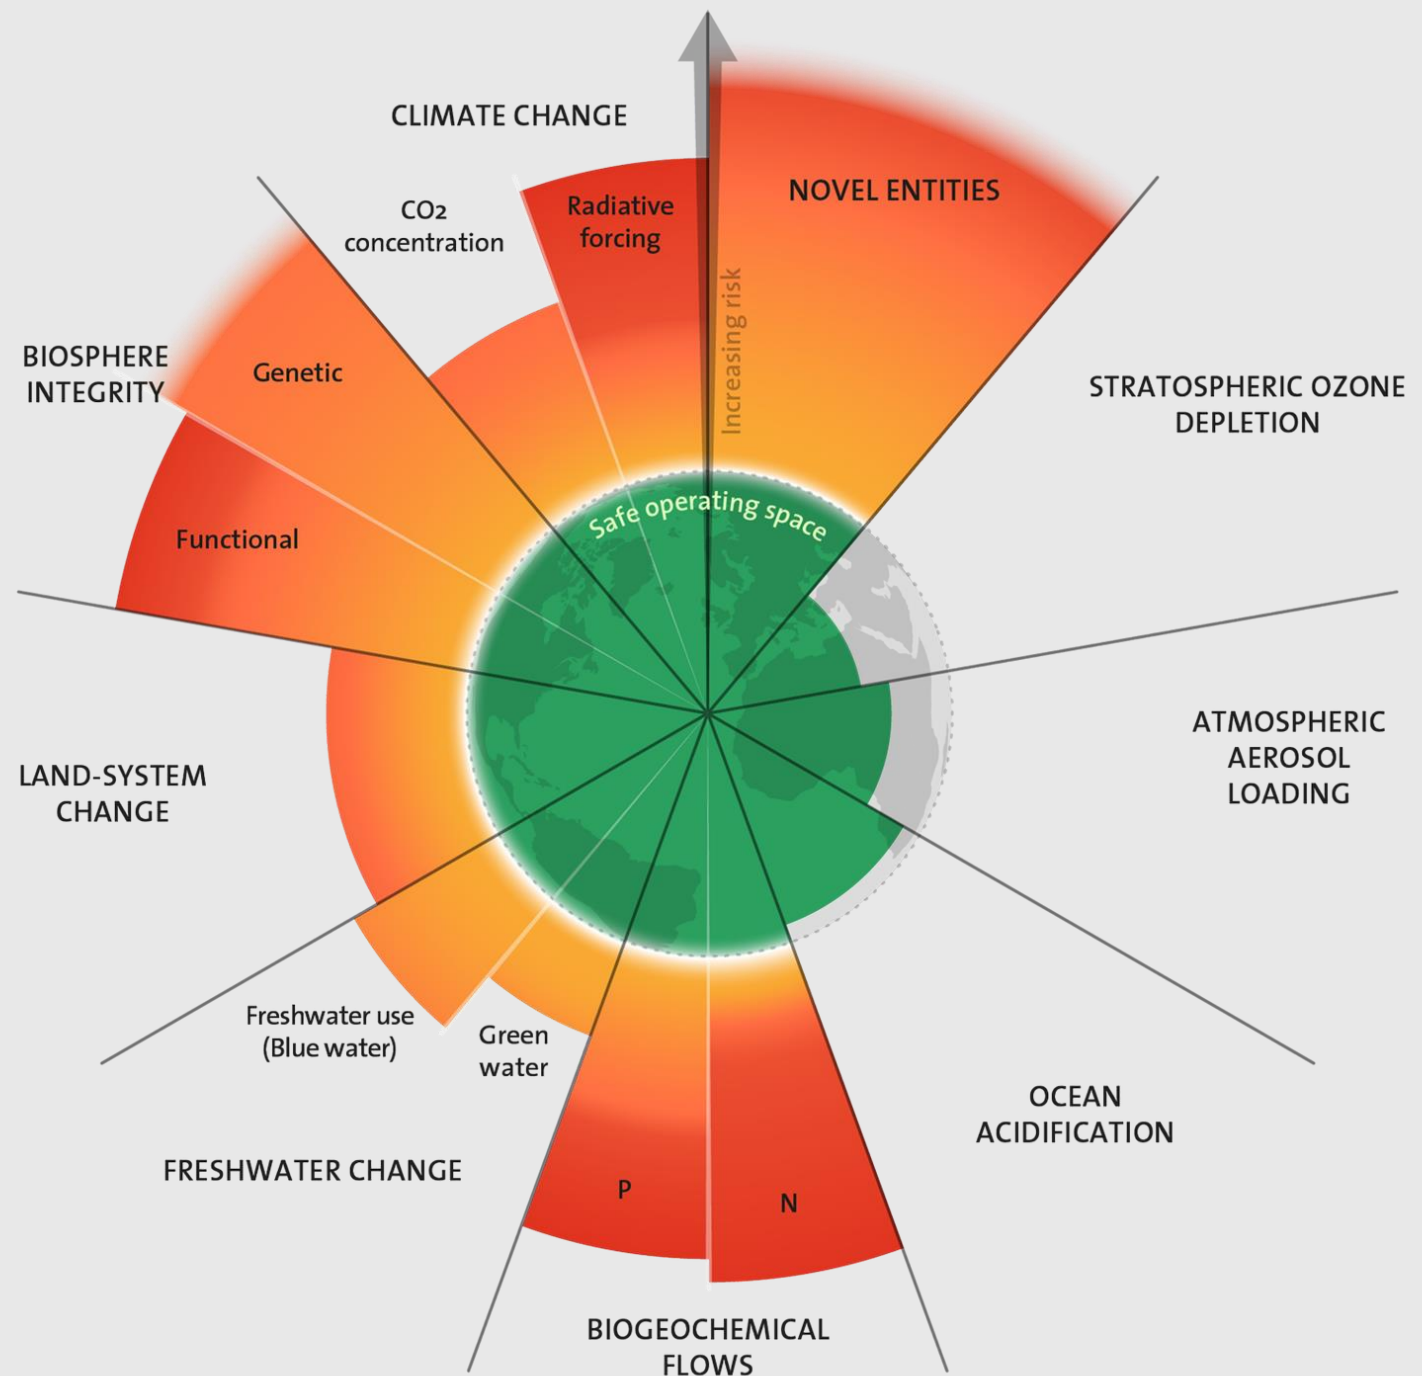 CLIMATE CHANGE
CO2
concentration
Radiative
forcing
Increasing risk
NOVEL ENTITIES
STRATOSPHERIC OZONE
DEPLETION
BIOSPHERE
INTEGRITY
Genetic
Functional
Safe operating space
ATMOSPHERIC
AEROSOL
LOADING
LAND-SYSTEM
CHANGE
Freshwater use
(Blue water)
Green
water
FRESHWATER CHANGE
P
N
OCEAN
ACIDIFICATION
BIOGEOCHEMICAL
FLOWS